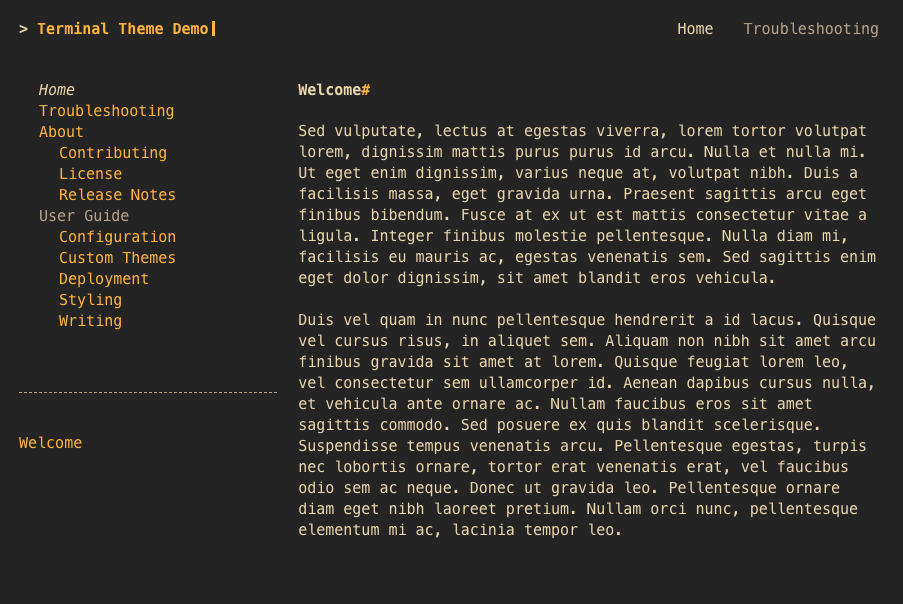 > Terminal Theme Demo
Home Troubleshooting
Home
Troubleshooting
About
Contributing
License
Release Notes
User Guide
Configuration
Custom Themes
Deployment
Styling
Writing
Welcome
Welcome#
Sed vulputate, lectus at egestas viverra, lorem tortor volutpat
lorem, dignissim mattis purus purus id arcu. Nulla et nulla mi.
Ut eget enim dignissim, varius neque at, volutpat nibh. Duis a
facilisis massa, eget gravida urna. Praesent sagittis arcu eget
finibus bibendum. Fusce at ex ut est mattis consectetur vitae a
ligula. Integer finibus molestie pellentesque. Nulla diam mi,
facilisis eu mauris ac, egestas venenatis sem. Sed sagittis enim
eget dolor dignissim, sit amet blandit eros vehicula.
Duis vel quam in nunc pellentesque hendrerit a id lacus. Quisque
vel cursus risus, in aliquet sem. Aliquam non nibh sit amet arcu
finibus gravida sit amet at lorem. Quisque feugiat lorem leo,
vel consectetur sem ullamcorper id. Aenean dapibus cursus nulla,
et vehicula ante ornare ac. Nullam faucibus eros sit amet
sagittis commodo. Sed posuere ex quis blandit scelerisque.
Suspendisse tempus venenatis arcu. Pellentesque egestas, turpis
nec lobortis ornare, tortor erat venenatis erat, vel faucibus
odio sem ac neque. Donec ut gravida leo. Pellentesque ornare
diam eget nibh laoreet pretium. Nullam orci nunc, pellentesque
elementum mi ac, lacinia tempor leo.